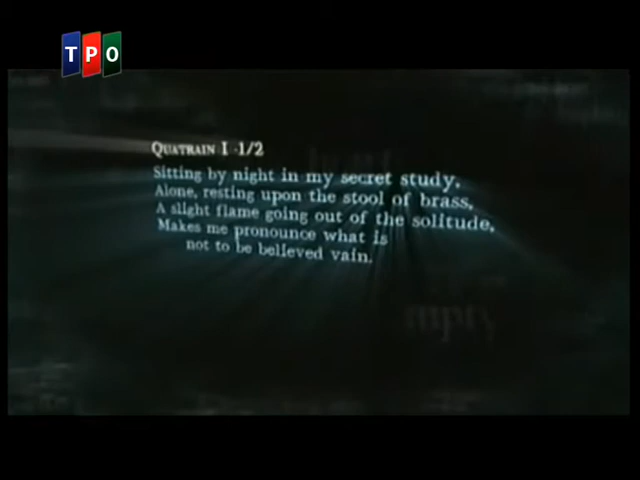 TPO
QUATRAIN I 1/2
Sitting by night in my secret study,
Alone, resting upon the stool of brass,
A slight flame going out of the solitude,
Makes me pronounce what is
not to be believed vain.
mpty